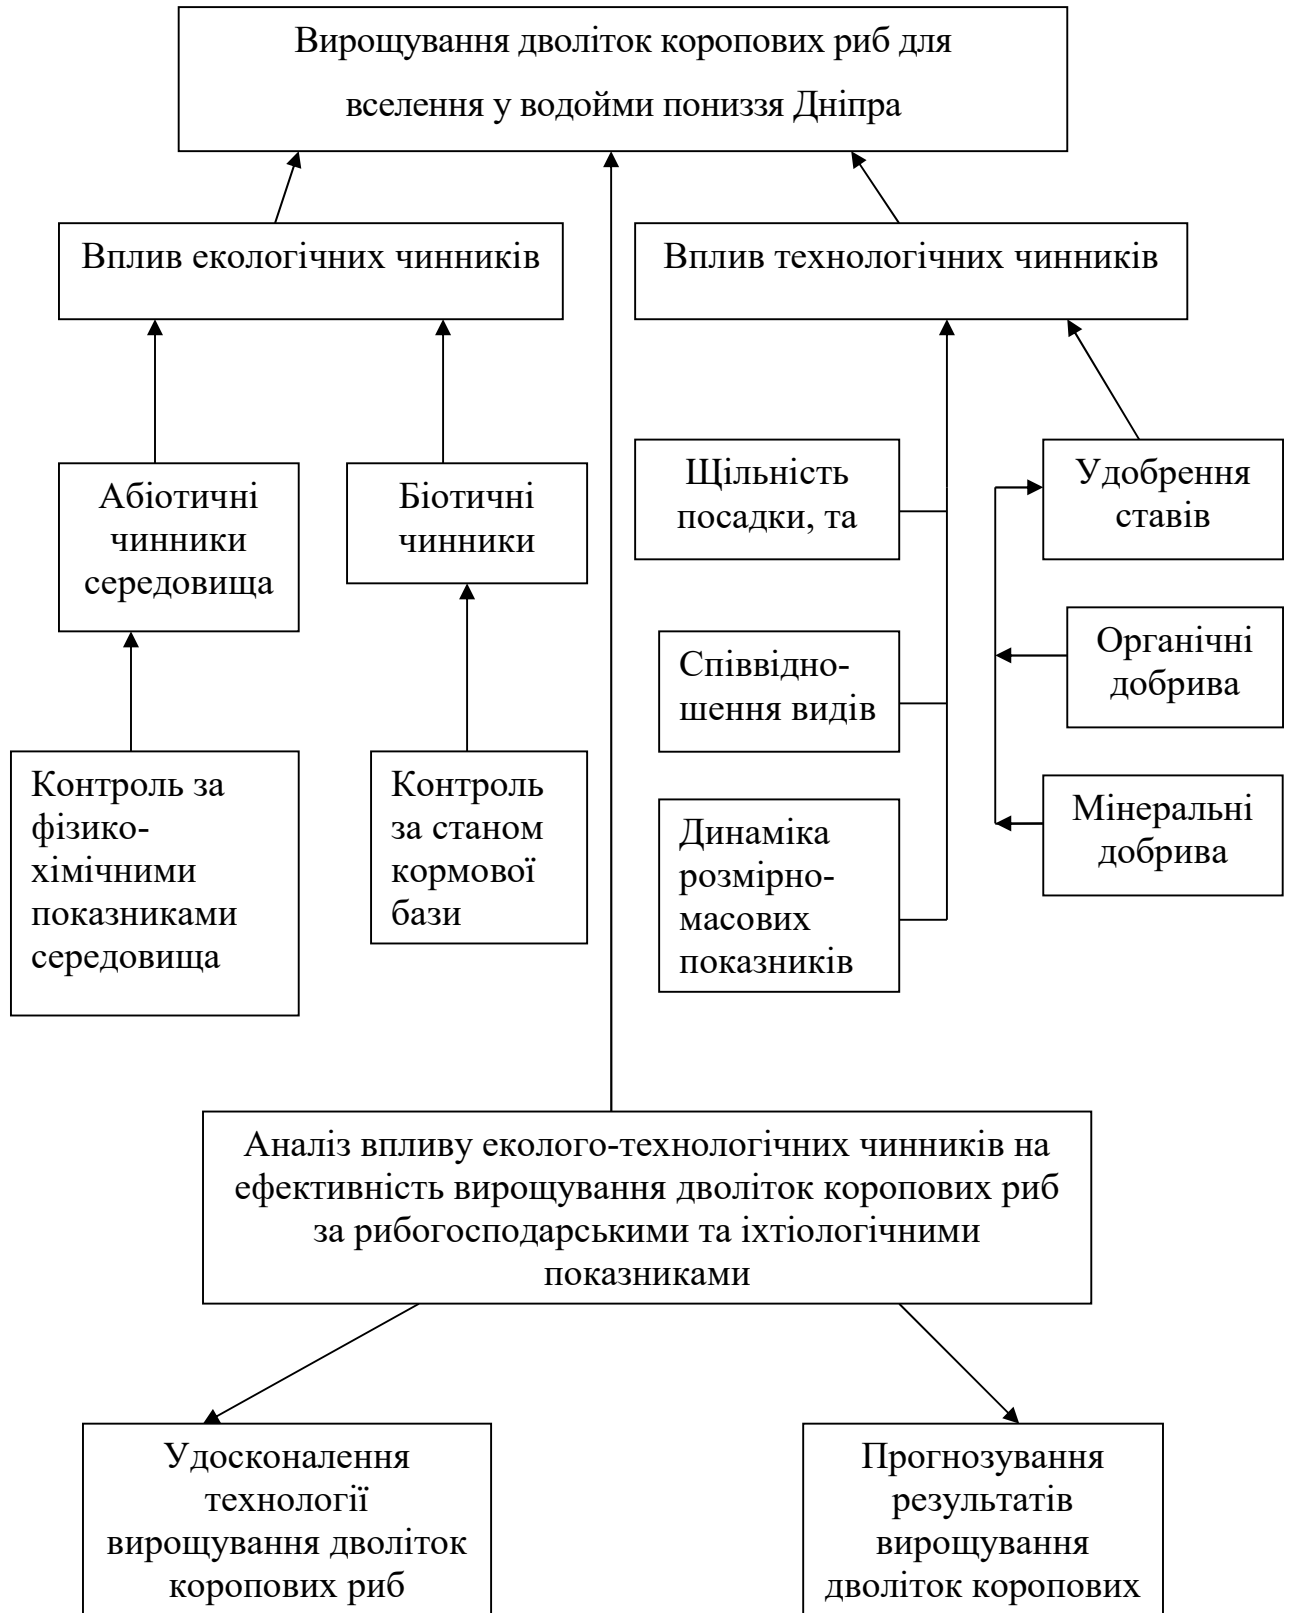 Вирощування дволіток коропових риб для
вселення у водойми пониззя Дніпра
Вплив екологічних чинників
Вплив технологічних чинників
Абіотичні
чинники
середовища
Біотичні
чинники
Щільність
посадки, та
Удобрення
ставів
Співвідно-
шення видів
Органічні
добрива
Контроль за
фізико-
хімічними
показниками
середовища
Контроль
за станом
кормової
бази
Динаміка
розмірно-
масових
показників
Мінеральні
добрива
Аналіз впливу еколого-технологічних чинників на
ефективність вирощування дволіток коропових риб
за рибогосподарськими та іхтіологічними
показниками
Удосконалення
технології
вирощування дволіток
коропових риб
Прогнозування
результатів
вирощування
дволіток коропових